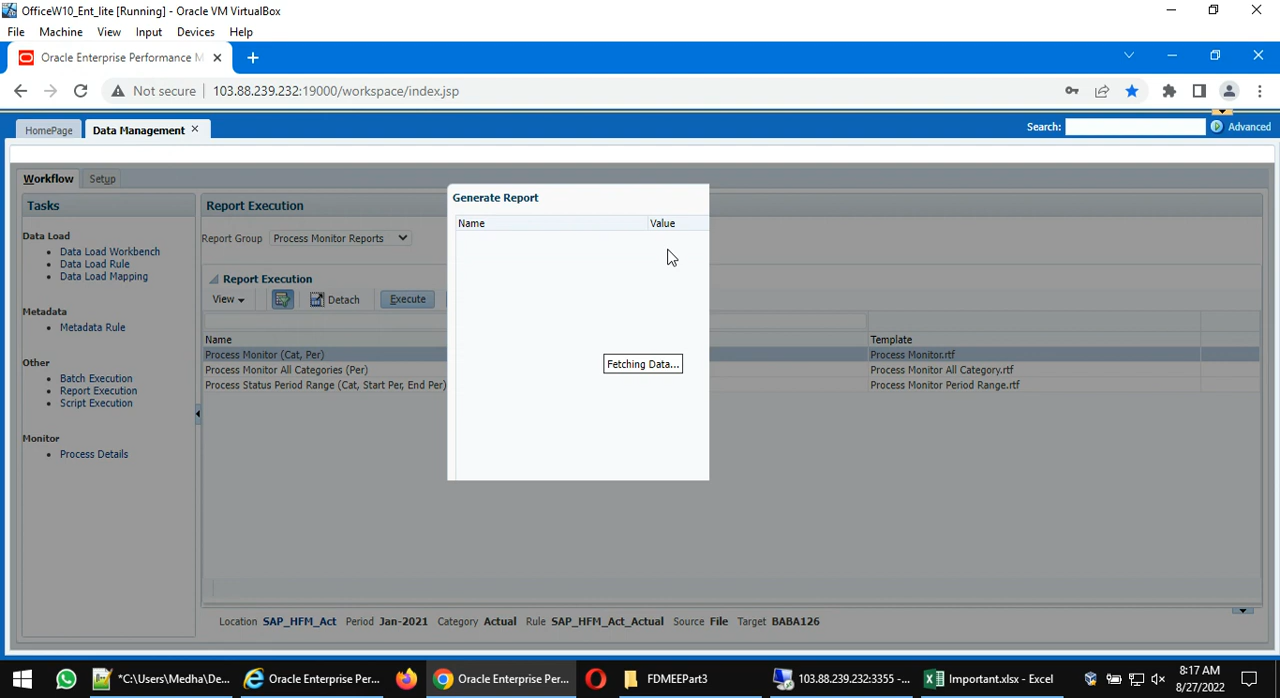 OfficeW10_Ent_lite [Running] - Oracle VM VirtualBox
File Machine View Input Devices Help
Oracle Enterprise Performance M
Not secure 103.88.239.232:19000/workspace/index.jsp
HomePage Data Management Search: Advanced
Workflow Setup
Tasks
Data Load
Data Load Workbench
Data Load Rule
Data Load Mapping
Metadata
Metadata Rule
Other
Batch Execution
Report Execution
Script Execution
Monitor
Process Details
Report Execution
Report Group Process Monitor Reports
Report Execution
View Detach Execute
Name Template
Process Monitor (Cat, Per) Process Monitor.rtf
Process Monitor All Categories (Per) Process Monitor All Category.rtf
Process Status Period Range (Cat, Start Per, End Per) Process Monitor Period Range.rtf
Generate Report
Name Value
Fetching Data...
Location SAP_HFM_Act Period Jan-2021 Category Actual Rule SAP_HFM_Act_Actual Source File Target BABA126
*C:\Users\Medha\De... Oracle Enterprise Per... Oracle Enterprise Per... FDMEEPart3 103.88.239.232:3355 -... Important.xlsx - Excel
8:17 AM
8/27/2022